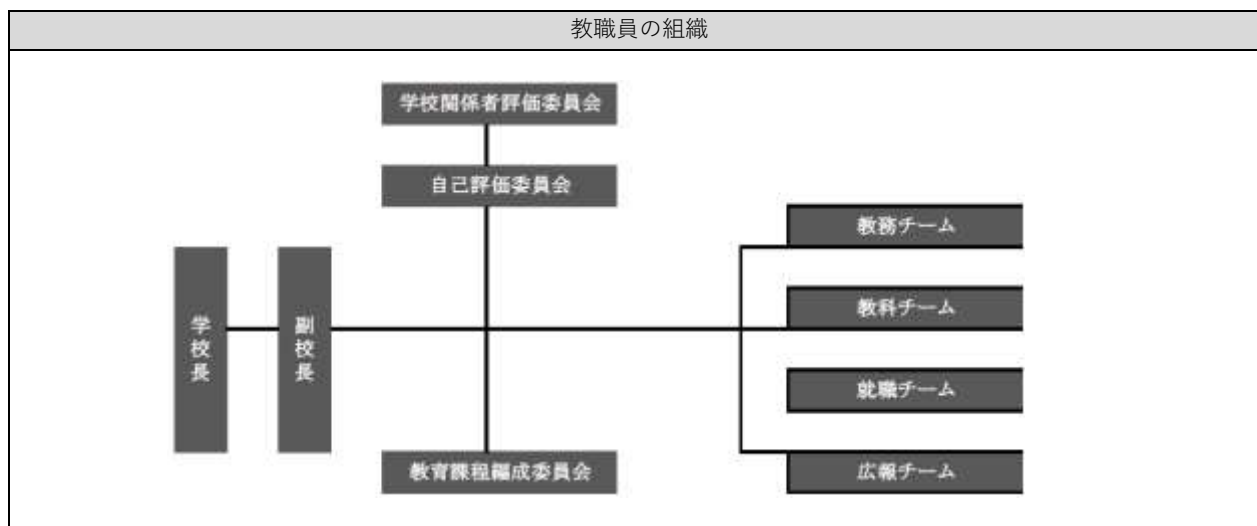 教職員の組織
学校関係者評価委員会
自己評価委員会
教務チーム
学校長
副校長
教科チーム
就職チーム
教育課程編成委員会
広報チーム